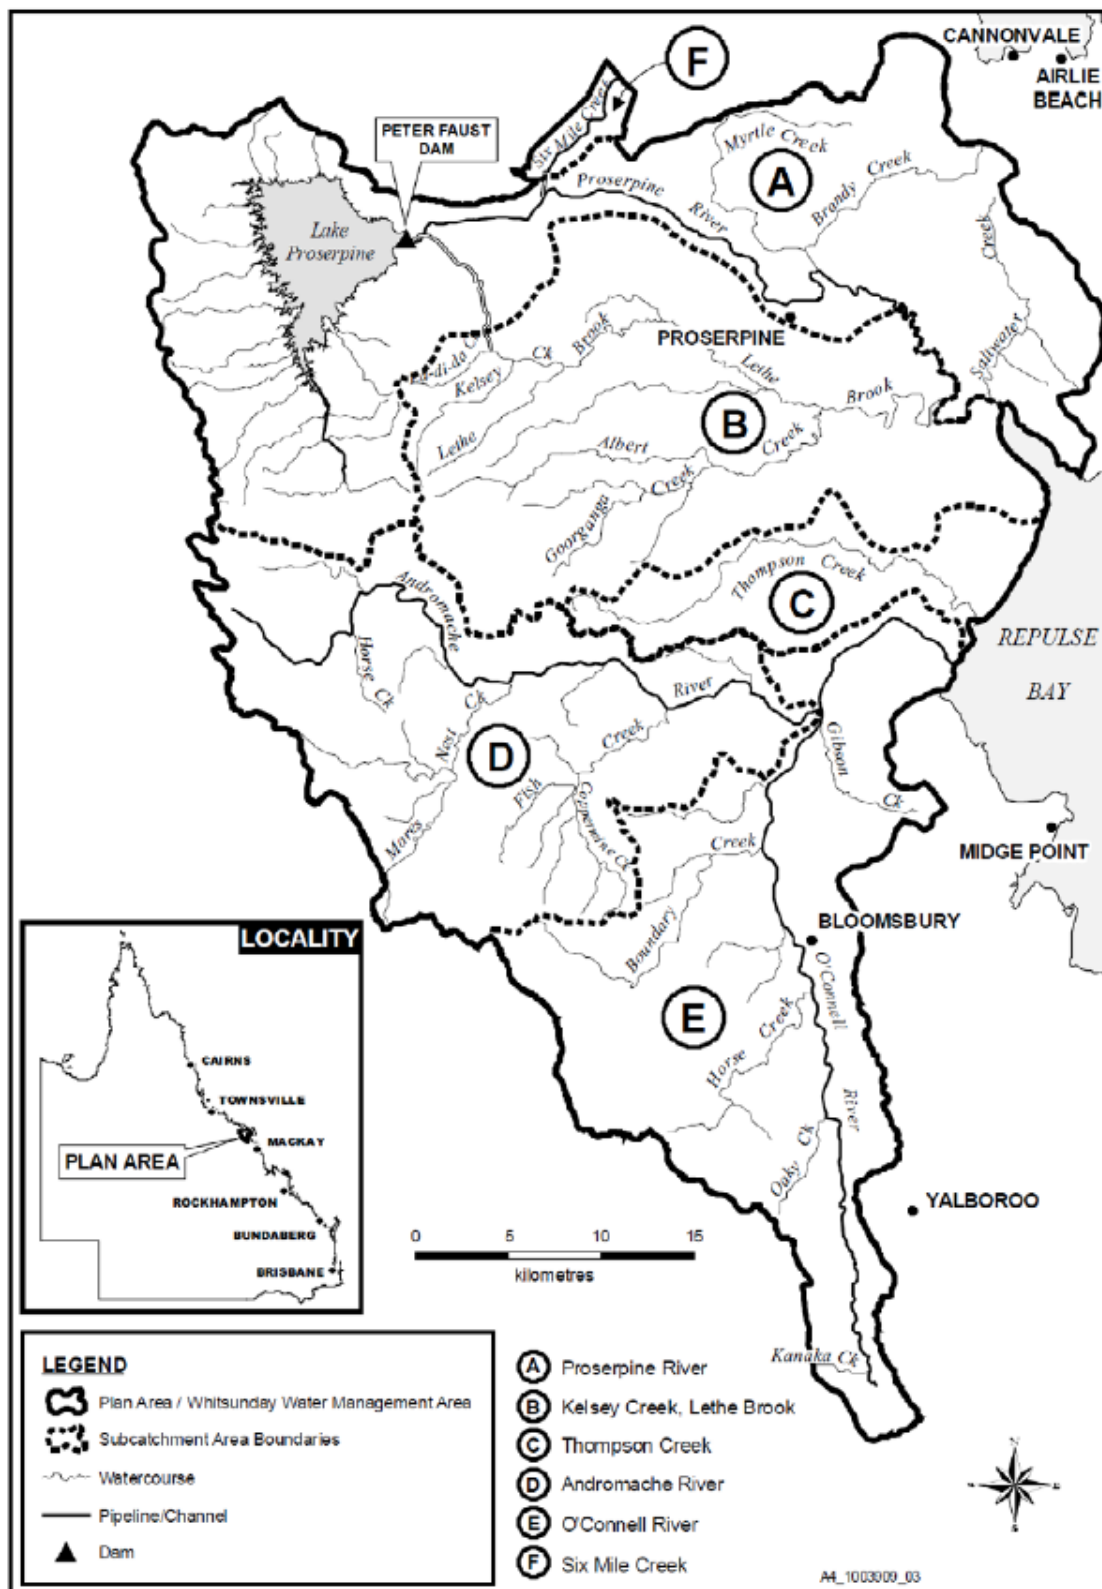 CANNONVALE
AIRLIE
BEACH
F
Six Mile Creek
PETER FAUST
DAM
Myrtle Creek
A
Brandy Creek
Proserpine
River
Lake
Proserpine
Saltwater Creek
PROSERPINE
Kelsey Ck
Lethe Brook
Lethe Brook
B
Albert
Creek
Goorganga Creek
Thompson Creek
C
Andromache
River
Horse Ck
REPULSE
BAY
Nesi Ck
D
Creek
Fish
Coppermine Ck
Mares
Gibson
Ck
MIDGE POINT
Boundary Creek
BLOOMSBURY
O'Connell
River
E
Horse Creek
Oaky Ck
YALBOROO
Kanaka Ck
LOCALITY
CAIRNS
TOWNSVILLE
MACKAY
PLAN AREA
ROCKHAMPTON
BUNDABERG
BRISBANE
0 5 10 15
kilometres
LEGEND
Plan Area / Whitsunday Water Management Area
Subcatchment Area Boundaries
Watercourse
Pipeline/Channel
Dam
A Proserpine River
B Kelsey Creek, Lethe Brook
C Thompson Creek
D Andromache River
E O'Connell River
F Six Mile Creek
N
A4_1003909_03